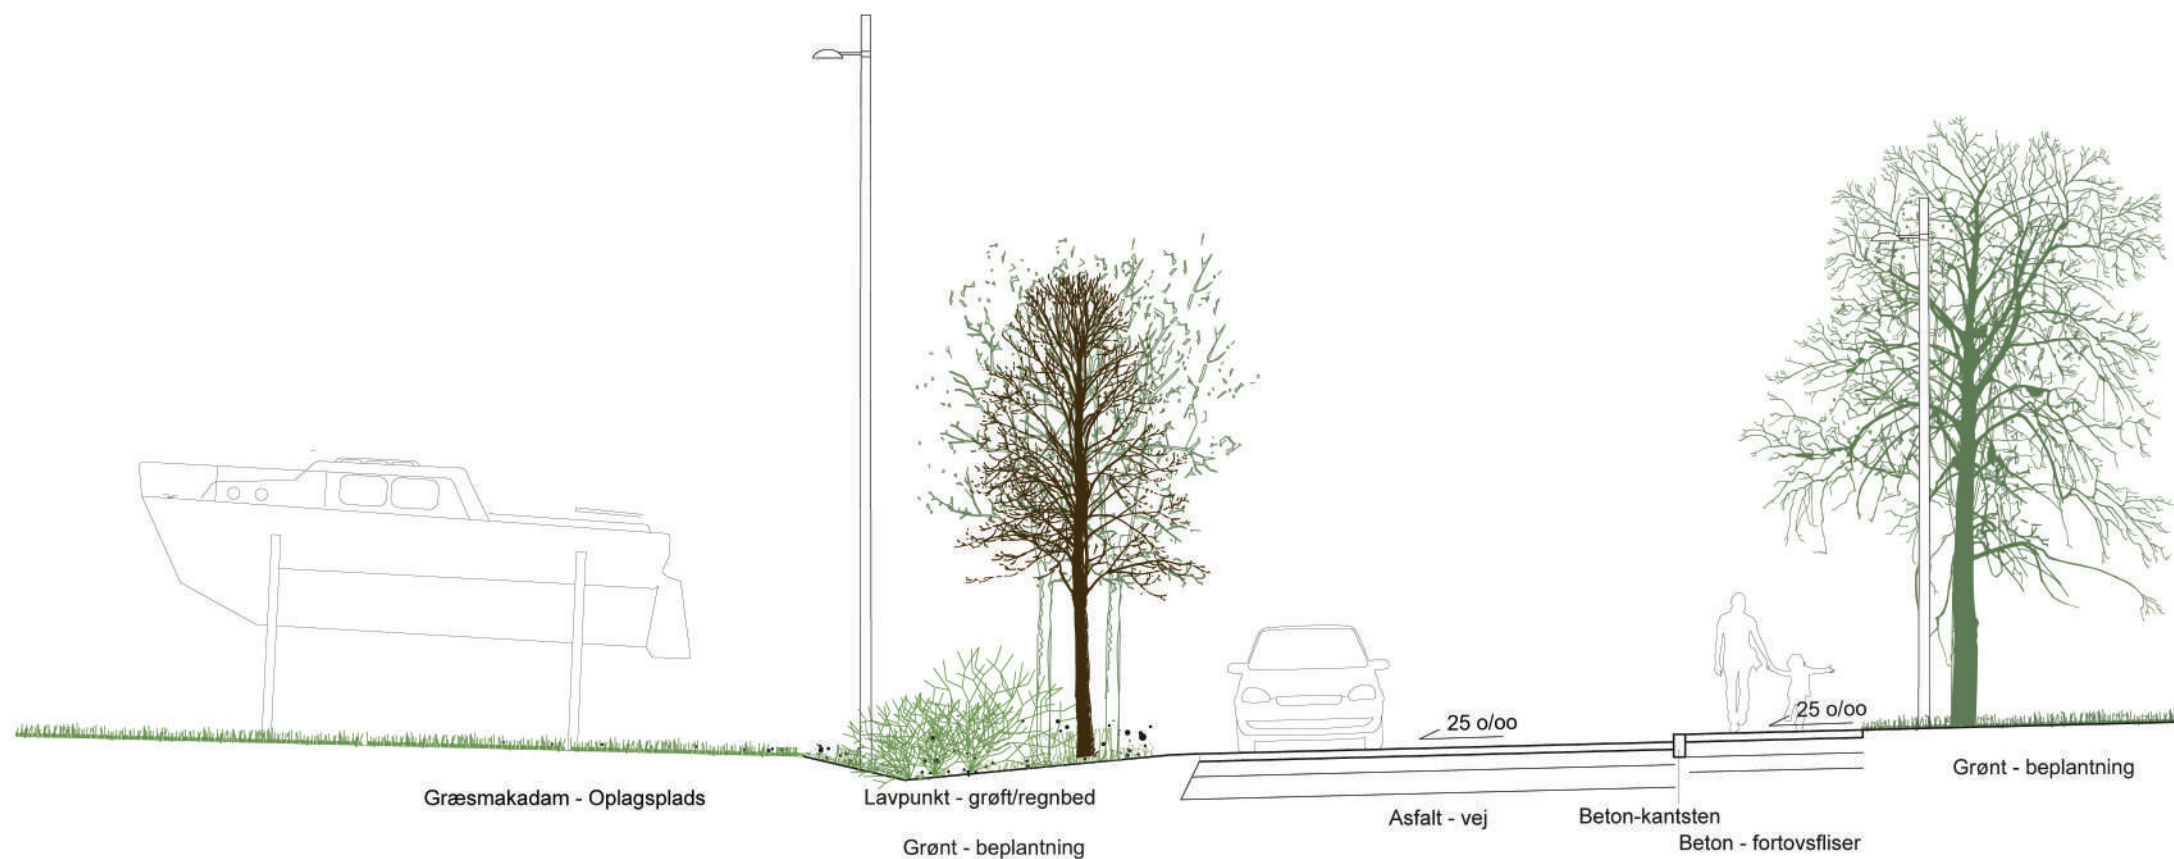 25 o/oo
25 o/oo
Græsmakadam - Oplagsplads
Lavpunkt - grøft/regnbed
Grønt - beplantning
Asfalt - vej
Beton-kantsten
Beton - fortovsfliser
Grønt - beplantning